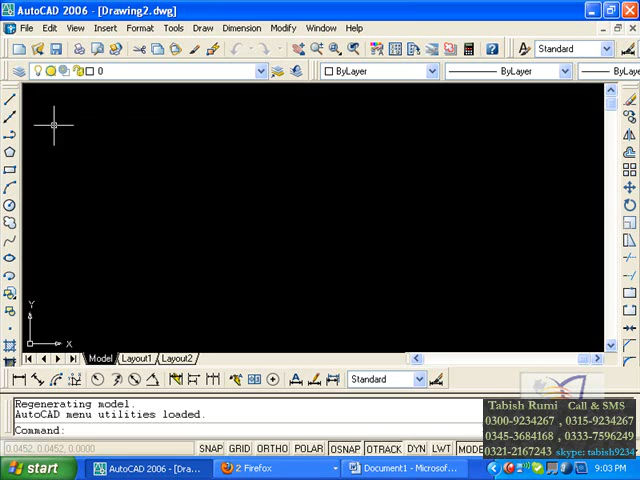 AutoCAD 2006 - [Drawing2.dwg]
File Edit View Insert Format Tools Draw Dimension Modify Window Help
Standard
0 ByLayer ByLayer ByLay
Y
X
Model Layout1 Layout2
Standard
Regenerating model.
AutoCAD menu utilities loaded.
Command:
0.0452, 0.0452, 0.0000 SNAP GRID ORTHO POLAR OSNAP OTRACK DYN LWT MODE
Tabish Rumi Call & SMS
0300-9234267 , 0315-9234267
0345-3684168 , 0333-7596249
0321-2167243 skype: tabish9234
start AutoCAD 2006 - [Dra... 2 Firefox Document1 - Microsof... 9:03 PM